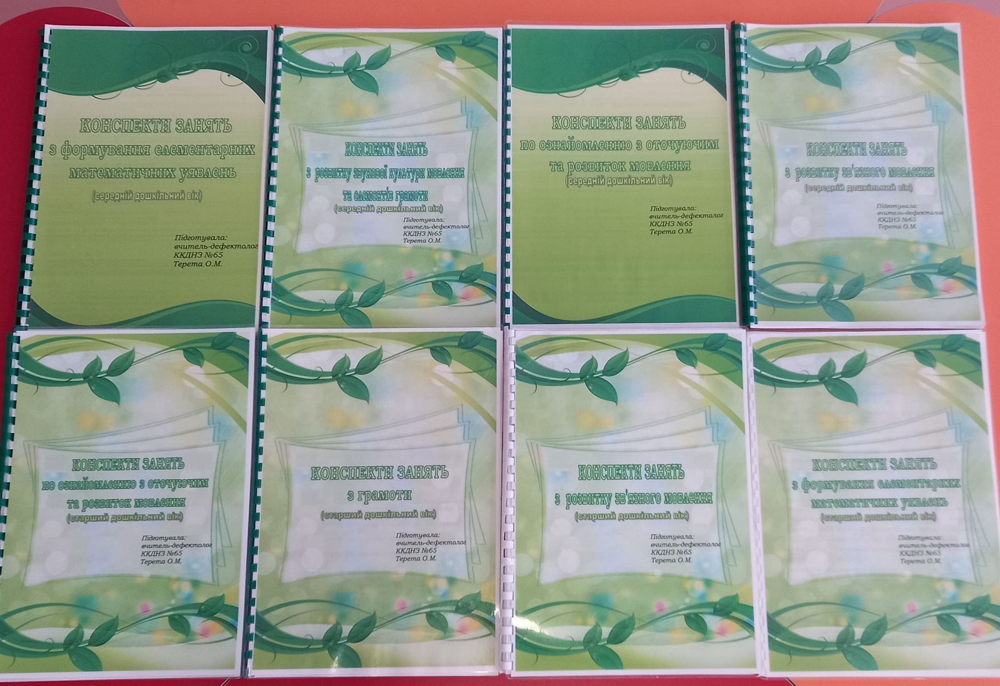 КОНСПЕКТИ ЗАНЯТЬ
з формування елементарних
математичних уявлень
(середній дошкільний вік)
Підготувала:
вчитель-дефектолог
ККДНЗ №65
Терета О.М.
КОНСПЕКТИ ЗАНЯТЬ
з розвитку звукової культури мовлення
та елементів грамоти
(середній дошкільний вік)
Підготувала:
вчитель-дефектолог
ККДНЗ №65
Терета О.М.
КОНСПЕКТИ ЗАНЯТЬ
по ознайомленню з оточуючим
та розвиток мовлення
(середній дошкільний вік)
Підготувала:
вчитель-дефектолог
ККДНЗ №65
Терета О.М.
КОНСПЕКТИ ЗАНЯТЬ
з розвитку зв'язного мовлення
(середній дошкільний вік)
Підготувала:
вчитель-дефектолог
ККДНЗ №65
Терета О.М.
КОНСПЕКТИ ЗАНЯТЬ
по ознайомленню з оточуючим
та розвиток мовлення
(старший дошкільний вік)
Підготувала:
вчитель-дефектолог
ККДНЗ №65
Терета О.М.
КОНСПЕКТИ ЗАНЯТЬ
з грамоти
(старший дошкільний вік)
Підготувала:
вчитель-дефектолог
ККДНЗ №65
Терета О.М.
КОНСПЕКТИ ЗАНЯТЬ
з розвитку зв'язного мовлення
(старший дошкільний вік)
Підготувала:
вчитель-дефектолог
ККДНЗ №65
Терета О.М.
КОНСПЕКТИ ЗАНЯТЬ
з формування елементарних
математичних уявлень
(старший дошкільний вік)
Підготувала:
вчитель-дефектолог
ККДНЗ №65
Терета О.М.